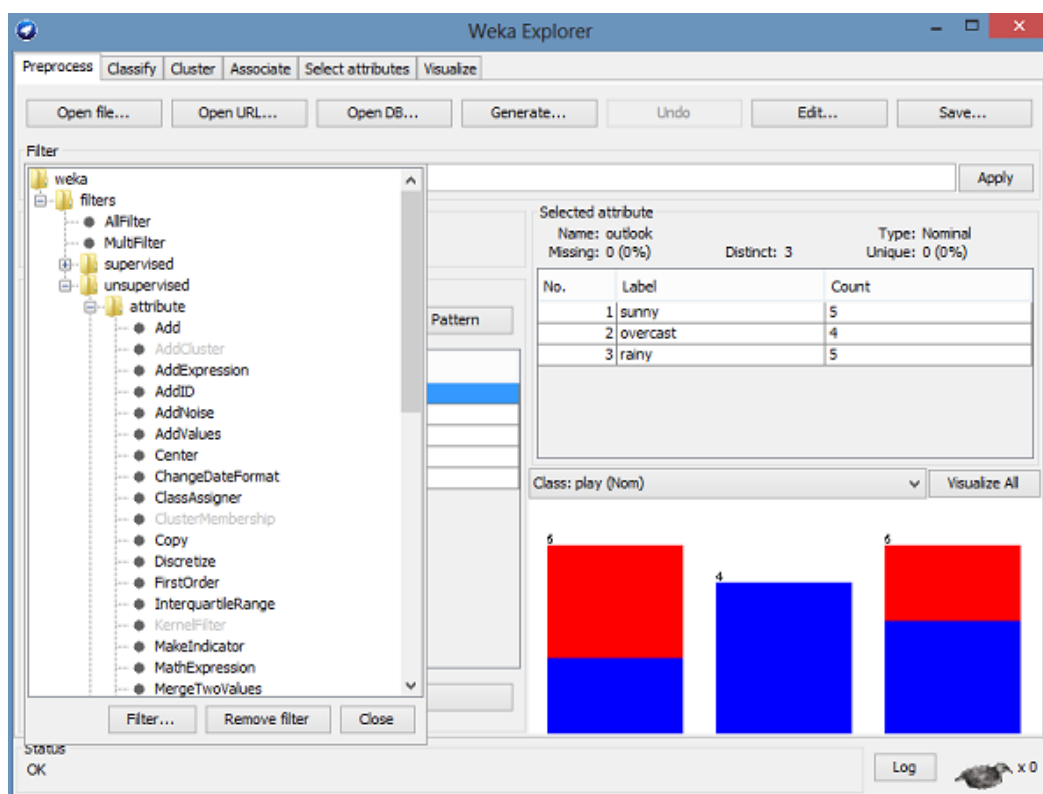 Weka Explorer
Preprocess Classify Cluster Associate Select attributes Visualize
Open file... Open URL... Open DB... Generate... Undo Edit... Save...
Filter
Apply
weka
filters
AllFilter
MultiFilter
supervised
unsupervised
attribute
Add
AddCluster
AddExpression
AddID
AddNoise
AddValues
Center
ChangeDateFormat
ClassAssigner
ClusterMembership
Copy
Discretize
FirstOrder
InterquartileRange
KernelFilter
MakeIndicator
MathExpression
MergeTwoValues
Filter... Remove filter Close
Pattern
Selected attribute
Name: outlook Type: Nominal
Missing: 0 (0%) Distinct: 3 Unique: 0 (0%)
No. Label Count
1 sunny 5
2 overcast 4
3 rainy 5
Class: play (Nom) Visualize All
4
Status
OK
Log x 0